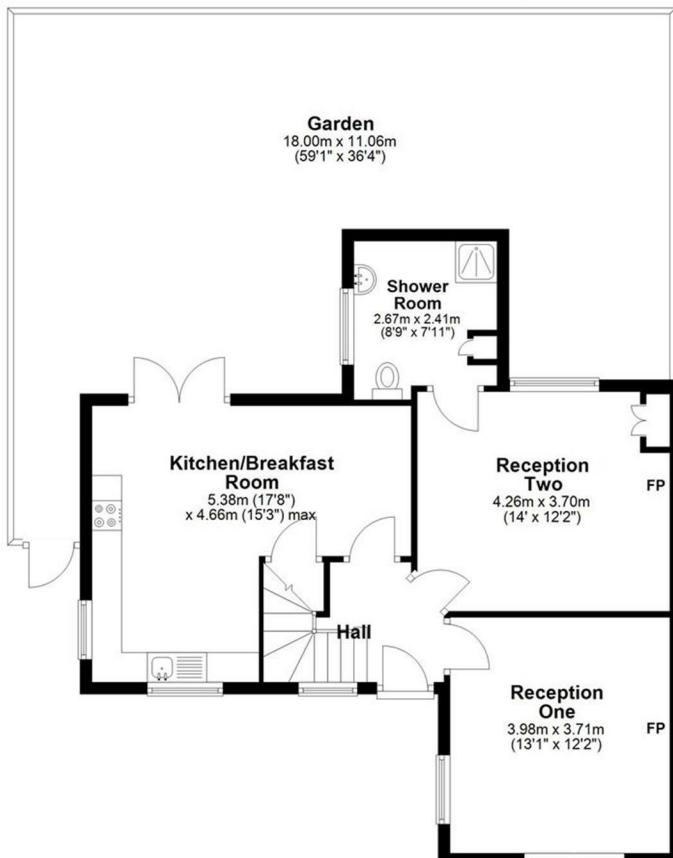 Garden
18.00m x 11.06m
(59'1" x 36'4")
Shower
Room
2.67m x 2.41m
(8'9" x 7'11")
Kitchen/Breakfast
Room
5.38m (17'8")
x 4.66m (15'3") max
Reception
Two
4.26m x 3.70m
(14' x 12'2")
FP
Hall
Reception
One
3.98m x 3.71m
(13'1" x 12'2")
FP